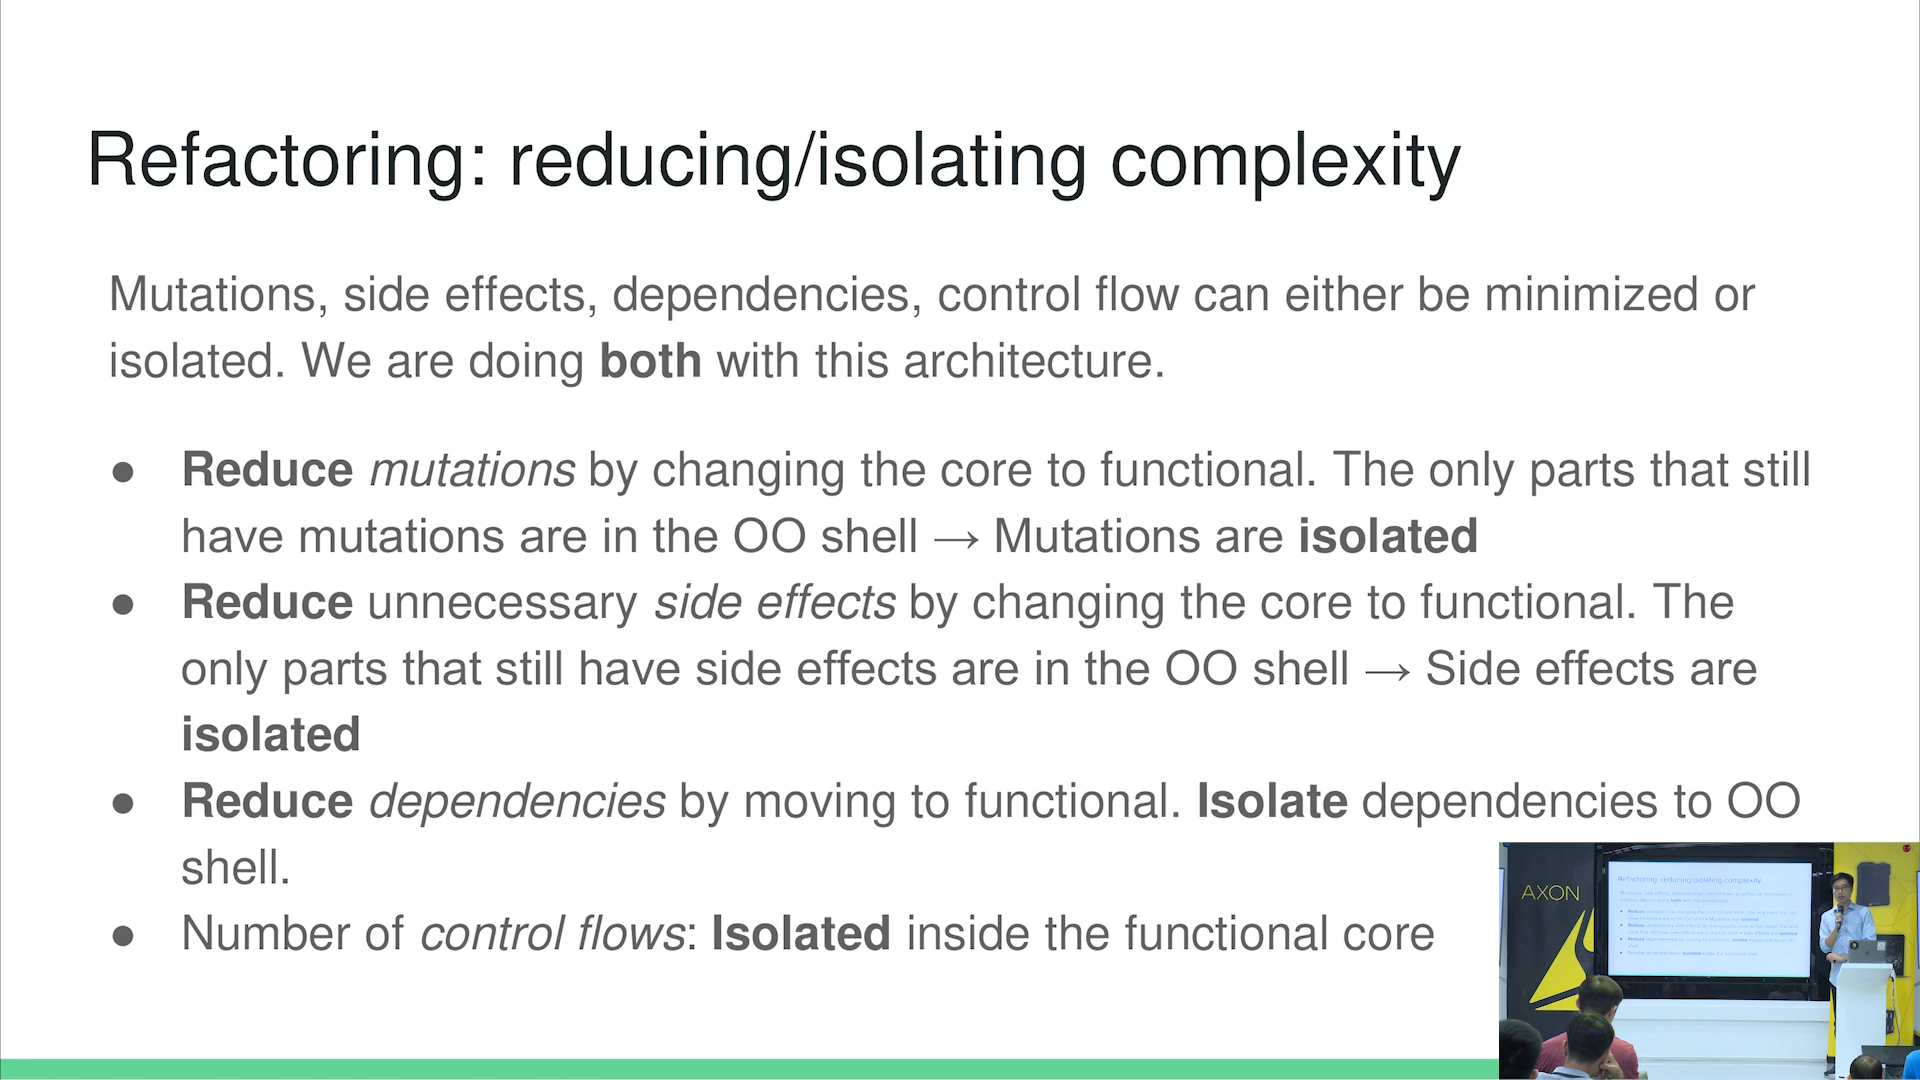 Refactoring: reducing/isolating complexity
Mutations, side effects, dependencies, control flow can either be minimized or
isolated. We are doing both with this architecture.
● Reduce mutations by changing the core to functional. The only parts that still
have mutations are in the OO shell → Mutations are isolated
● Reduce unnecessary side effects by changing the core to functional. The
only parts that still have side effects are in the OO shell → Side effects are
isolated
● Reduce dependencies by moving to functional. Isolate dependencies to OO
shell.
● Number of control flows: Isolated inside the functional core
AXON
Refactoring: reducing/isolating complexity